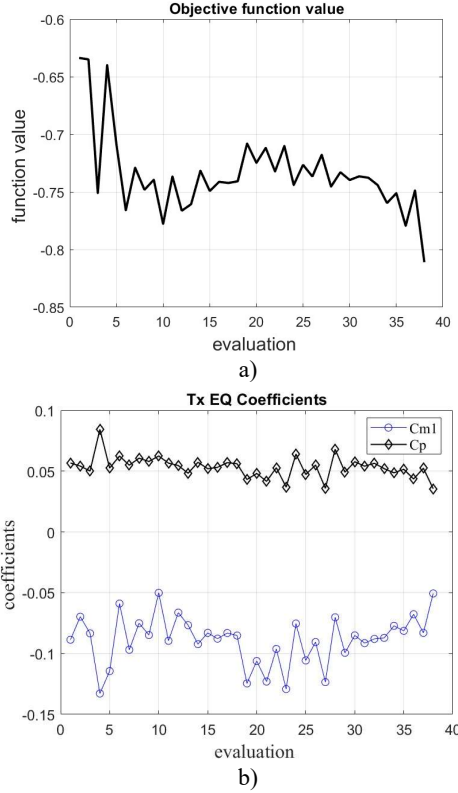 Objective function value
-0.6
-0.65
-0.7
-0.75
-0.8
-0.85
function value
0 5 10 15 20 25 30 35 40
evaluation
a)
Tx EQ Coefficients
0.1
0.05
0
-0.05
-0.1
-0.15
coefficients
Cm1
Cp
0 5 10 15 20 25 30 35 40
evaluation
b)